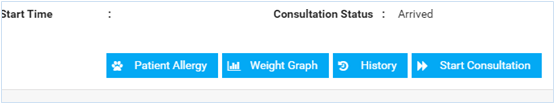 Start Time : Consultation Status : Arrived
Patient Allergy Weight Graph History Start Consultation